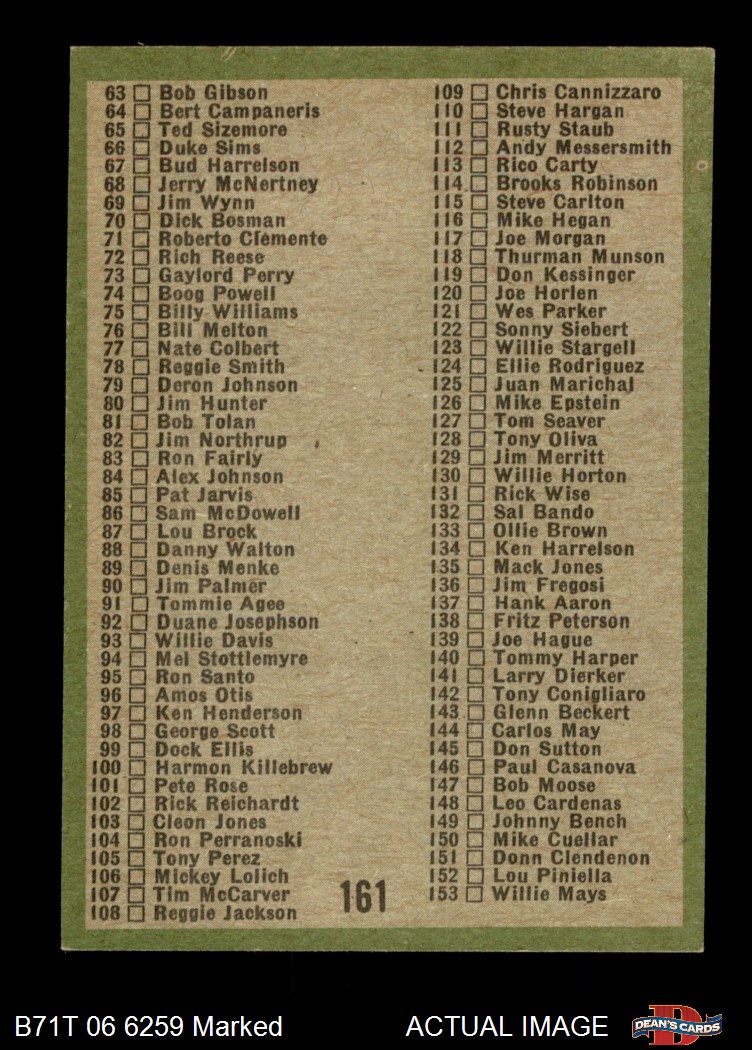 63 Bob Gibson
64 Bert Campaneris
65 Ted Sizemore
66 Duke Sims
67 Bud Harrelson
68 Jerry McNertney
69 Jim Wynn
70 Dick Bosman
71 Roberto Clemente
72 Rich Reese
73 Gaylord Perry
74 Boog Powell
75 Billy Williams
76 Bill Melton
77 Nate Colbert
78 Reggie Smith
79 Deron Johnson
80 Jim Hunter
81 Bob Tolan
82 Jim Northrup
83 Ron Fairly
84 Alex Johnson
85 Pat Jarvis
86 Sam McDowell
87 Lou Brock
88 Danny Walton
89 Denis Menke
90 Jim Palmer
91 Tommie Agee
92 Duane Josephson
93 Willie Davis
94 Mel Stottlemyre
95 Ron Santo
96 Amos Otis
97 Ken Henderson
98 George Scott
99 Dock Ellis
100 Harmon Killebrew
101 Pete Rose
102 Rick Reichardt
103 Cleon Jones
104 Ron Perranoski
105 Tony Perez
106 Mickey Lolich
107 Tim McCarver
108 Reggie Jackson
109 Chris Cannizzaro
110 Steve Hargan
111 Rusty Staub
112 Andy Messersmith
113 Rico Carty
114 Brooks Robinson
115 Steve Carlton
116 Mike Hegan
117 Joe Morgan
118 Thurman Munson
119 Don Kessinger
120 Joe Horlen
121 Wes Parker
122 Sonny Siebert
123 Willie Stargell
124 Ellie Rodriguez
125 Juan Marichal
126 Mike Epstein
127 Tom Seaver
128 Tony Oliva
129 Jim Merritt
130 Willie Horton
131 Rick Wise
132 Sal Bando
133 Ollie Brown
134 Ken Harrelson
135 Mack Jones
136 Jim Fregosi
137 Hank Aaron
138 Fritz Peterson
139 Joe Hague
140 Tommy Harper
141 Larry Dierker
142 Tony Conigliaro
143 Glenn Beckert
144 Carlos May
145 Don Sutton
146 Paul Casanova
147 Bob Moose
148 Leo Cardenas
149 Johnny Bench
150 Mike Cuellar
151 Donn Clendenon
152 Lou Piniella
153 Willie Mays
161
B71T 06 6259 Marked
ACTUAL IMAGE
D
DEAN'S CARDS